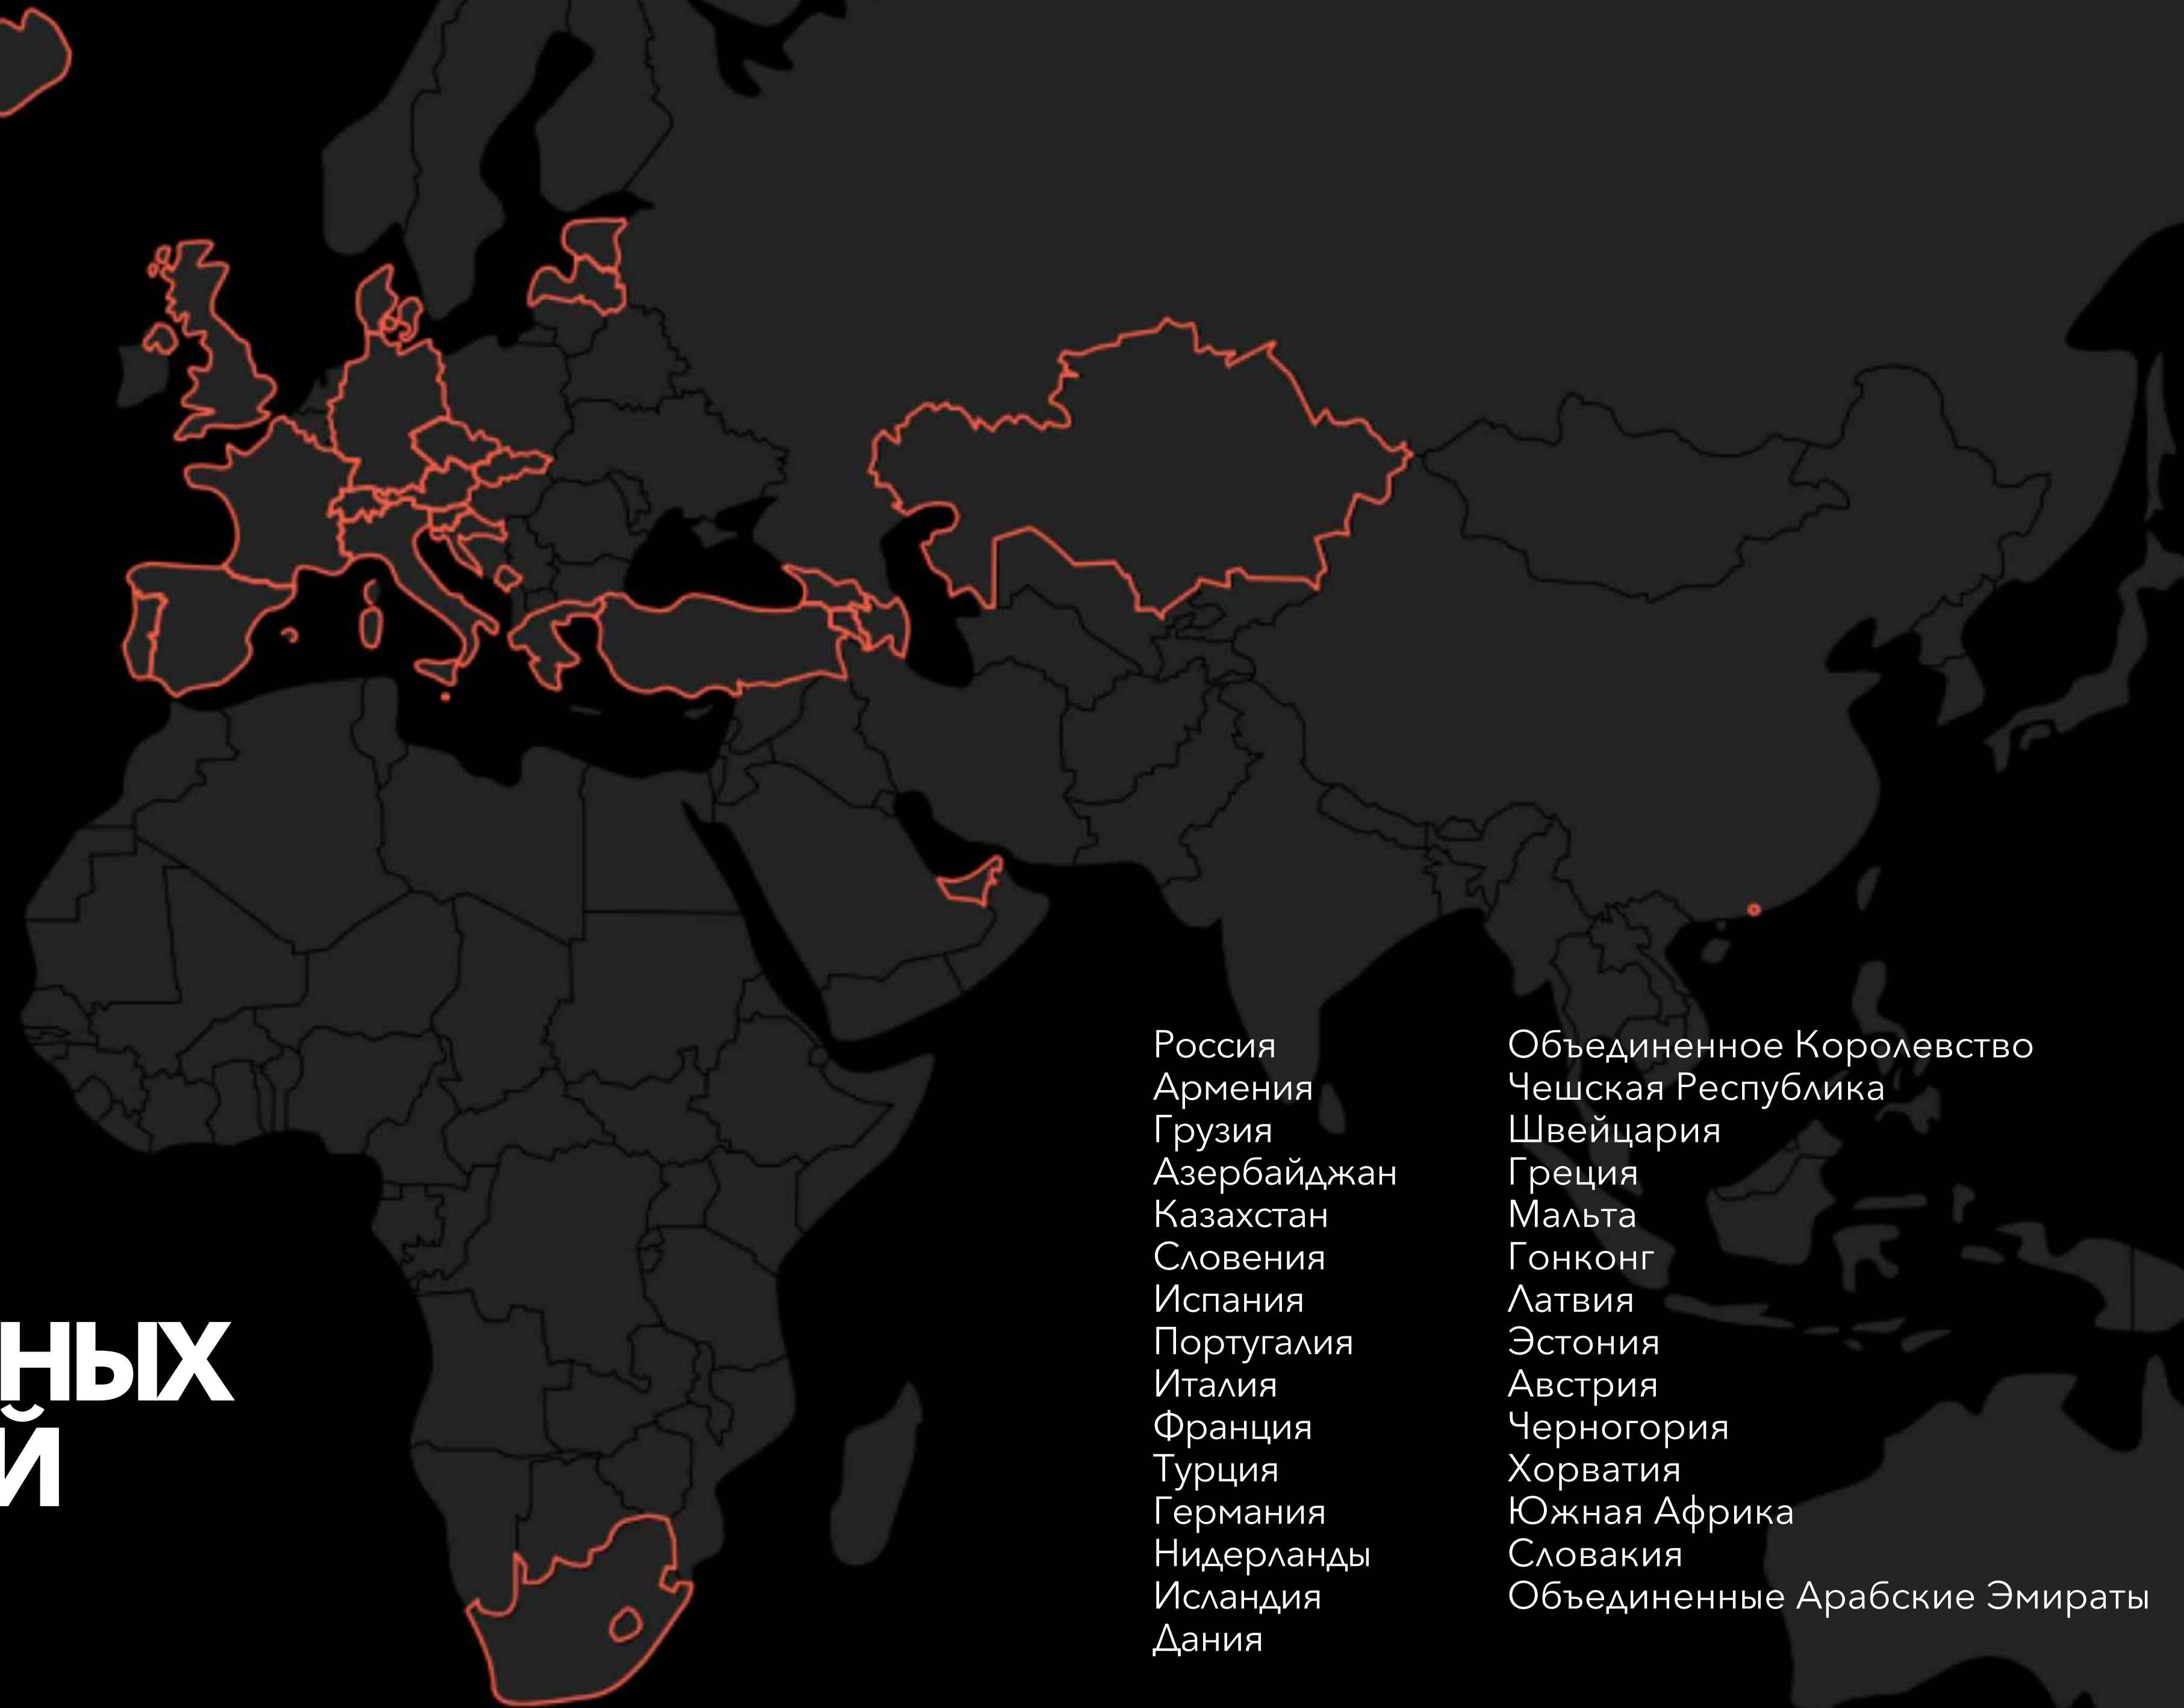 ных
й
Россия
Армения
Грузия
Азербайджан
Казахстан
Словения
Испания
Португалия
Италия
Франция
Турция
Германия
Нидерланды
Исландия
Дания
Объединенное Королевство
Чешская Республика
Швейцария
Греция
Мальта
Гонконг
Латвия
Эстония
Австрия
Черногория
Хорватия
Южная Африка
Словакия
Объединенные Арабские Эмираты